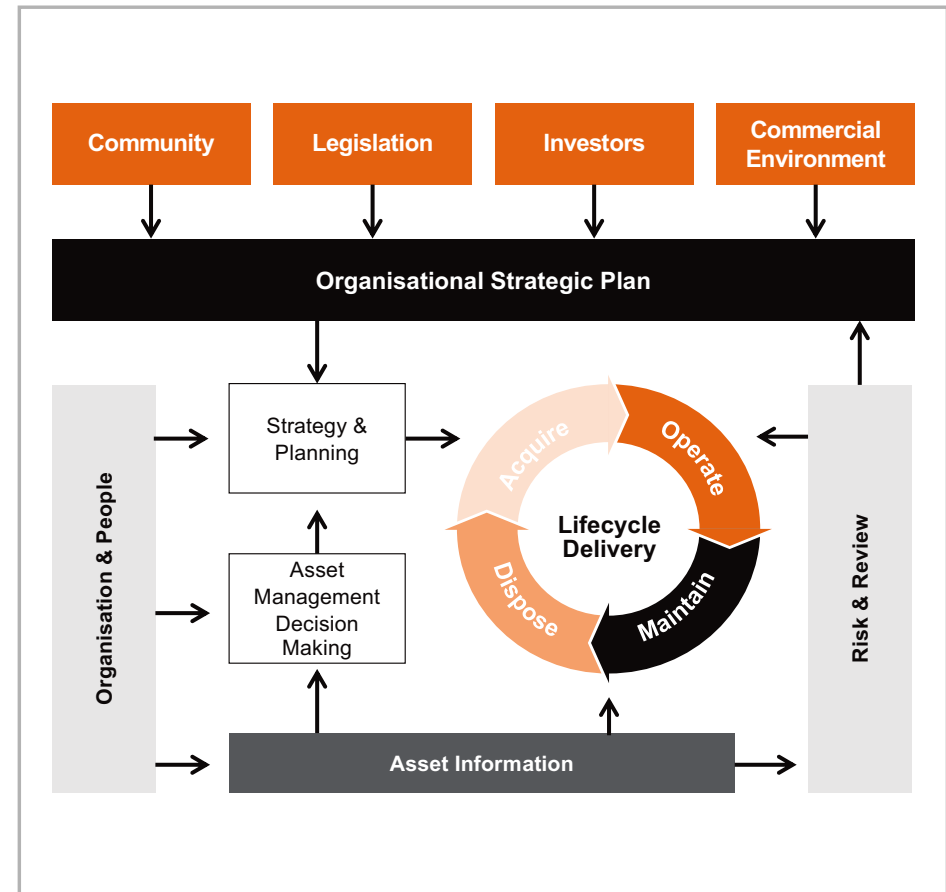 Community
Legislation
Investors
Commercial
Environment
Organisational Strategic Plan
Organisation & People
Strategy &
Planning
Asset
Management
Decision
Making
Acquire
Operate
Maintain
Dispose
Lifecycle
Delivery
Risk & Review
Asset Information